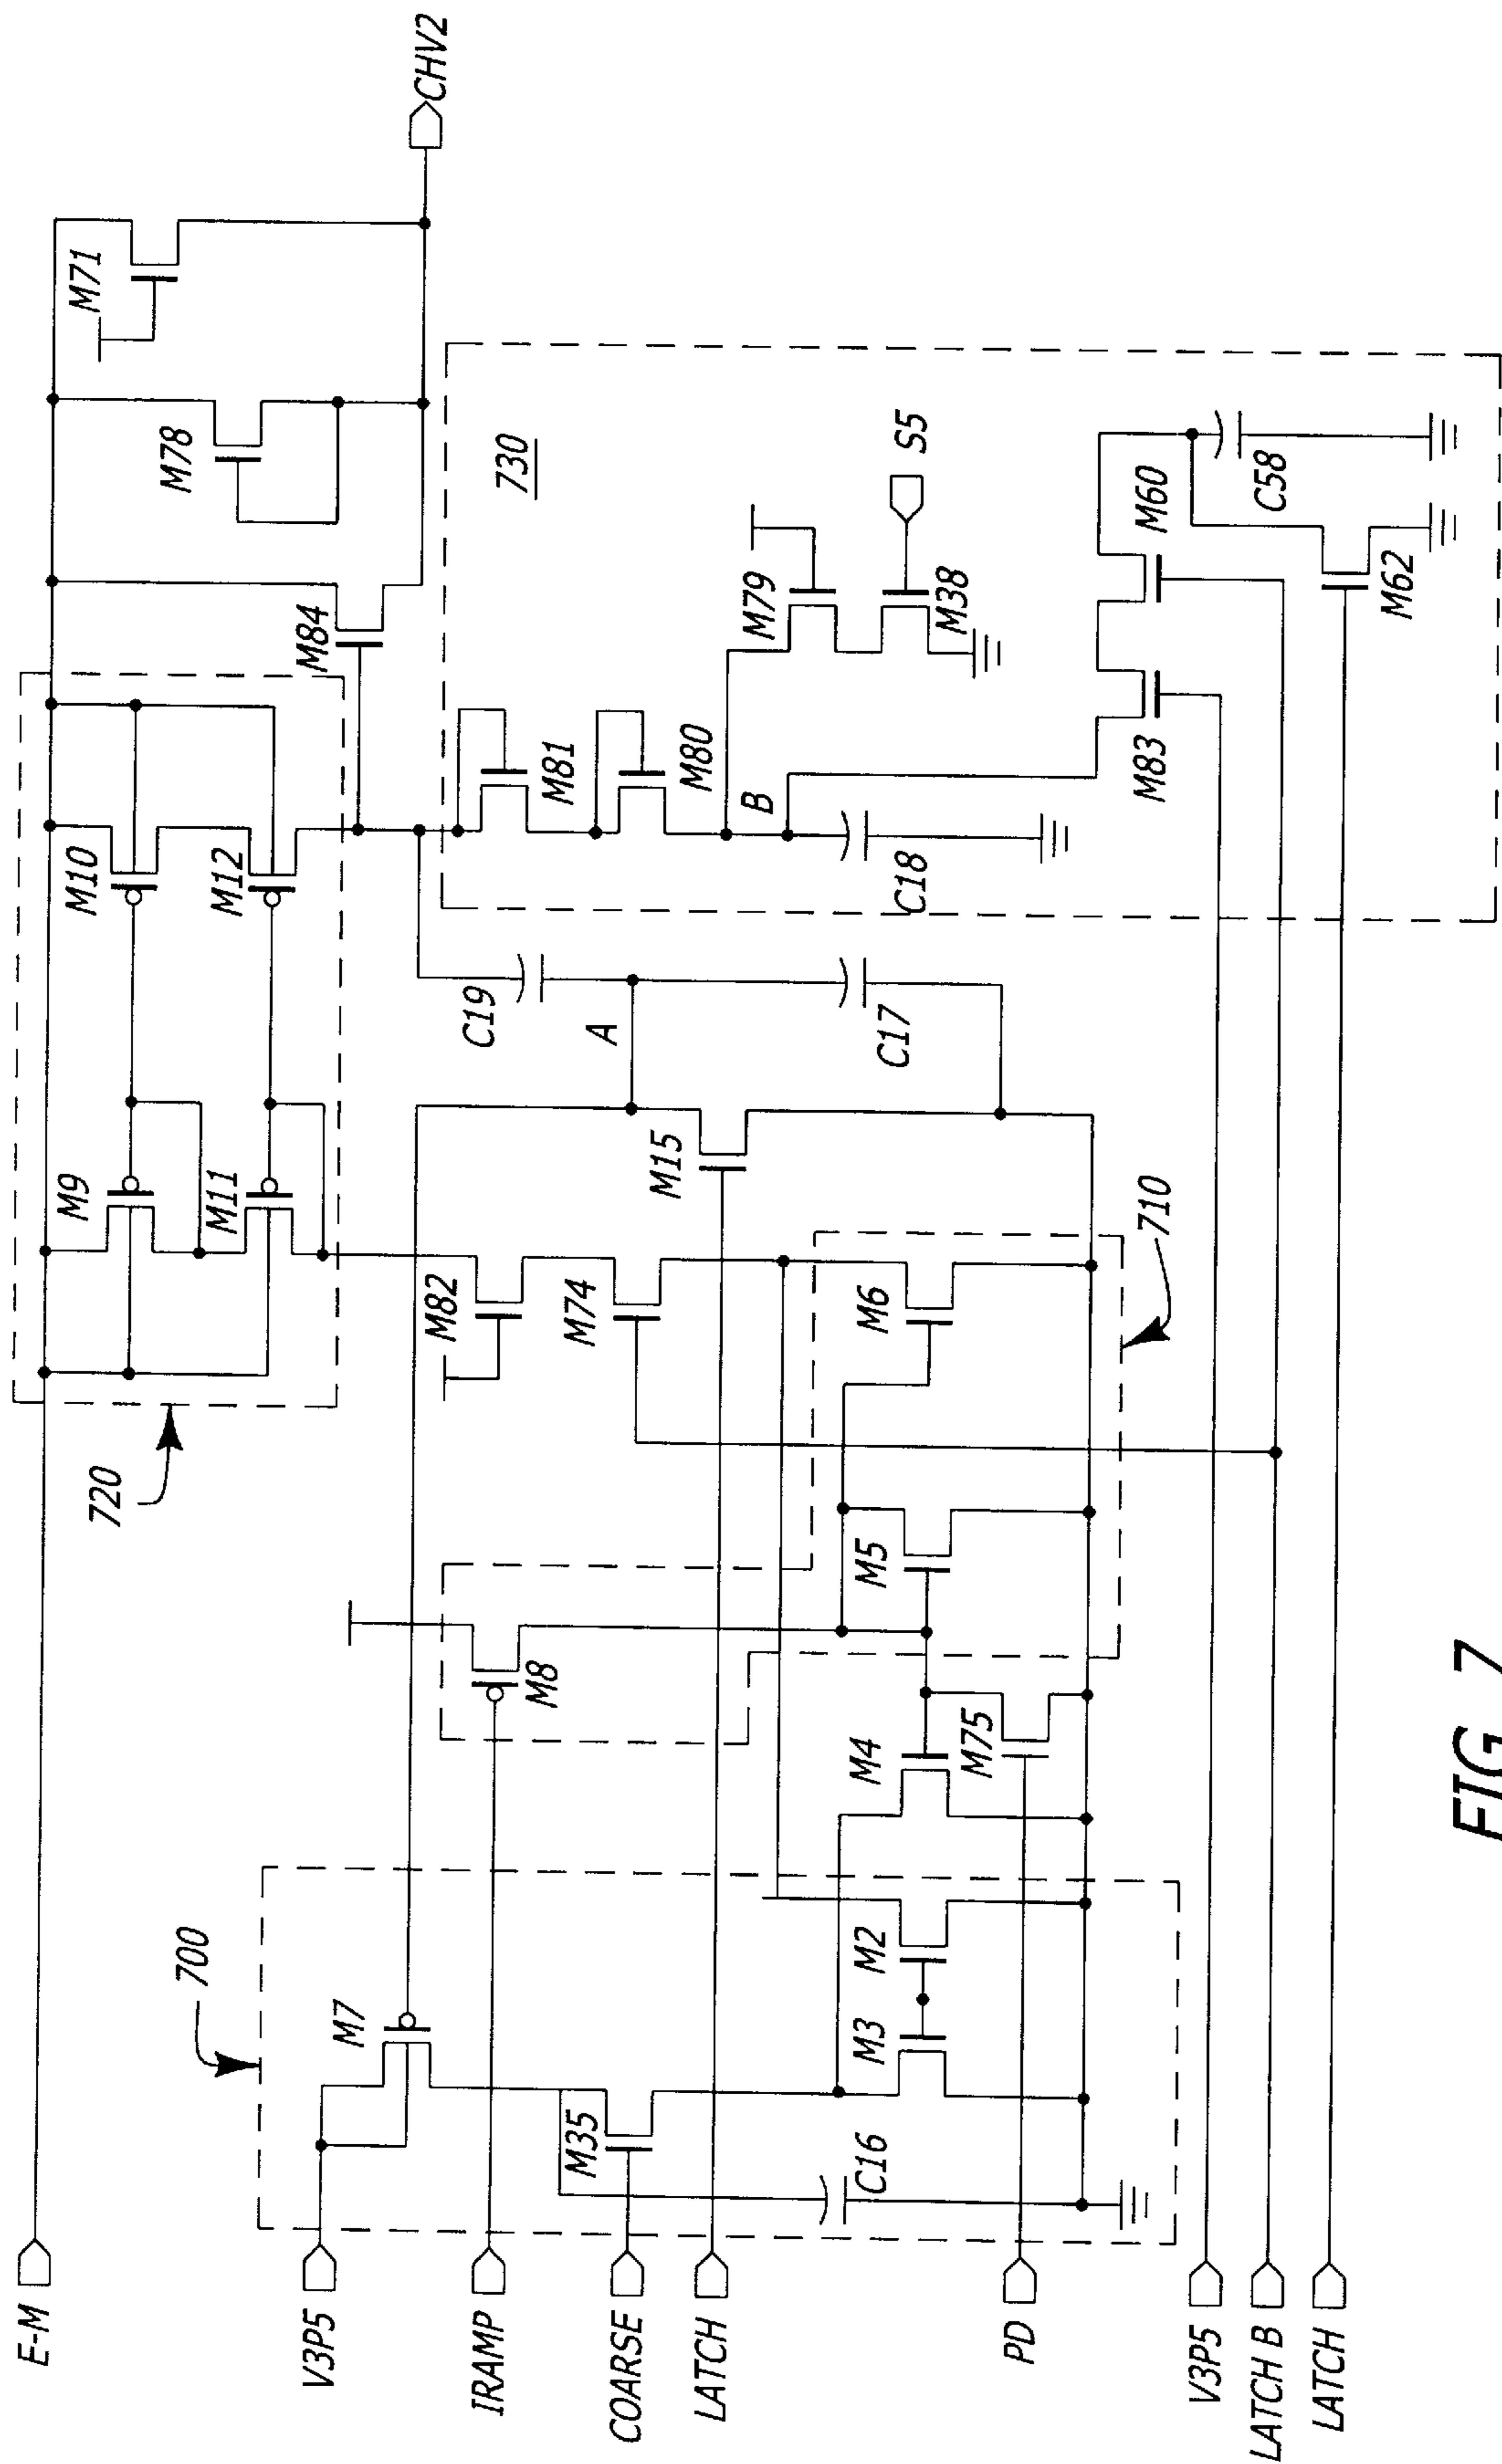 E-M
V3P5
IRAMP
COARSE
LATCH
PD
V3P5
LATCH B
LATCH
700
720
710
730
M7
M35
C16
M3
M2
M4
M75
M8
M5
M6
M82
M74
M9
M11
M10
M12
M15
A
C19
C17
M84
M78
M71
CHV2
M81
M80
B
C18
M79
M38
S5
M83
M60
C58
M62
FIG. 7